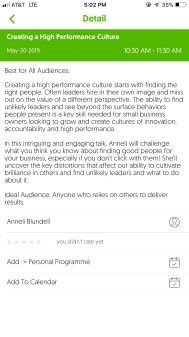 AT&T LTE 5:02 PM 35%
Detail
Creating a High Performance Culture
May-30-2019 10:30 AM - 11:30 AM
Best for All Audiences.
Creating a high performance culture starts with finding the
right people. Often leaders hire in their own image and miss
out on the value of a different perspective. The ability to find
unlikely leaders and see beyond the surface behaviors
people present is a key skill needed for small business
owners looking to grow and create cultures of innovation,
accountability and high performance.
In this intriguing and engaging talk, Anneli will challenge
what you think you know about finding good people for
your business, especially if you don't click with them! She'll
uncover the key distortions that affect our ability to cultivate
brilliance in others and find unlikely leaders and what to do
about it.
Ideal Audience: Anyone who relies on others to deliver
results.
Anneli Blundell
you didn't rate yet
Add -> Personal Programme
Add To Calendar